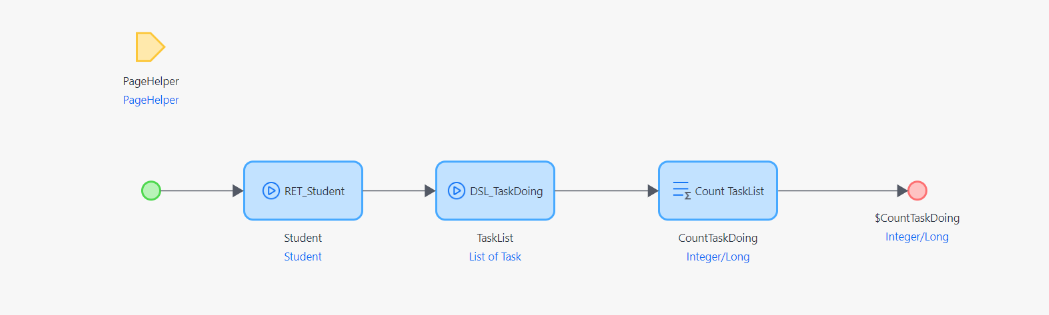 PageHelper
PageHelper
RET_Student
DSL_TaskDoing
Count TaskList
Student
Student
TaskList
List of Task
CountTaskDoing
Integer/Long
$CountTaskDoing
Integer/Long